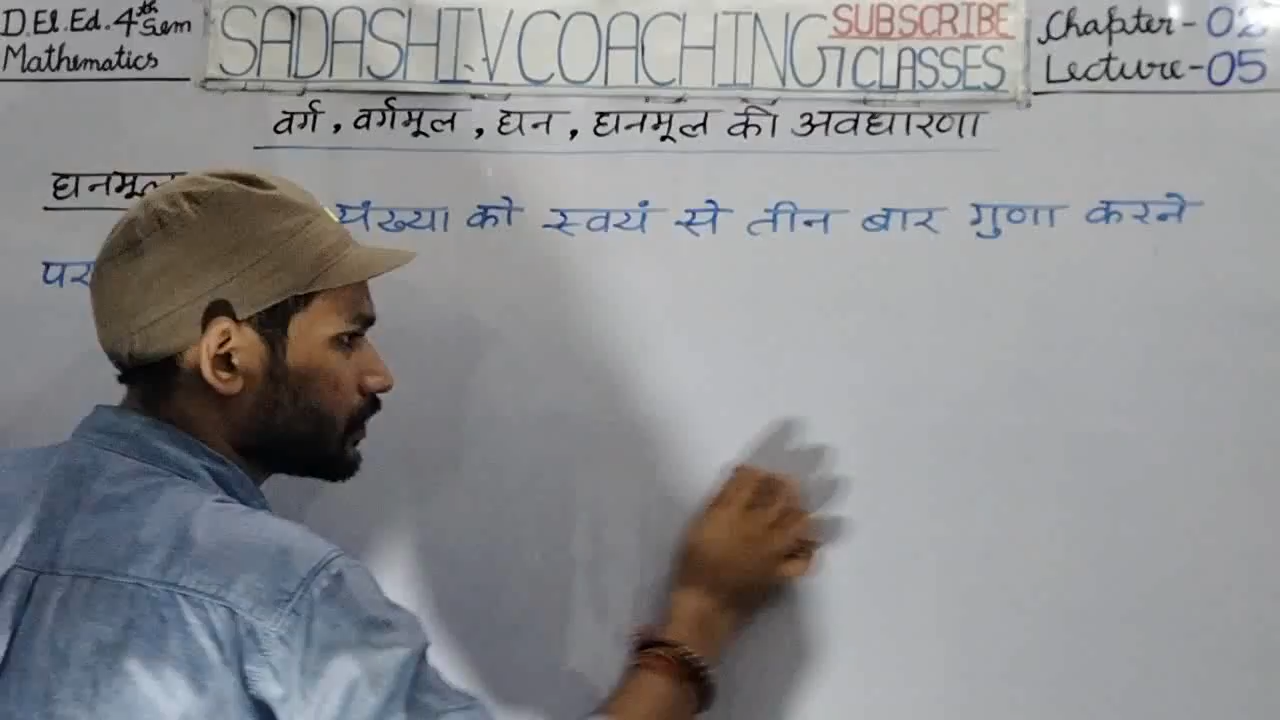 D.El.Ed. 4th Sem
Mathematics
SADASHIV COACHING
SUBSCRIBE
CLASSES
Chapter - 02
Lecture - 05
वर्ग, वर्गमूल, घन, घनमूल की अवधारणा
घनमूल
संख्या को स्वयं से तीन बार गुणा करने
पर